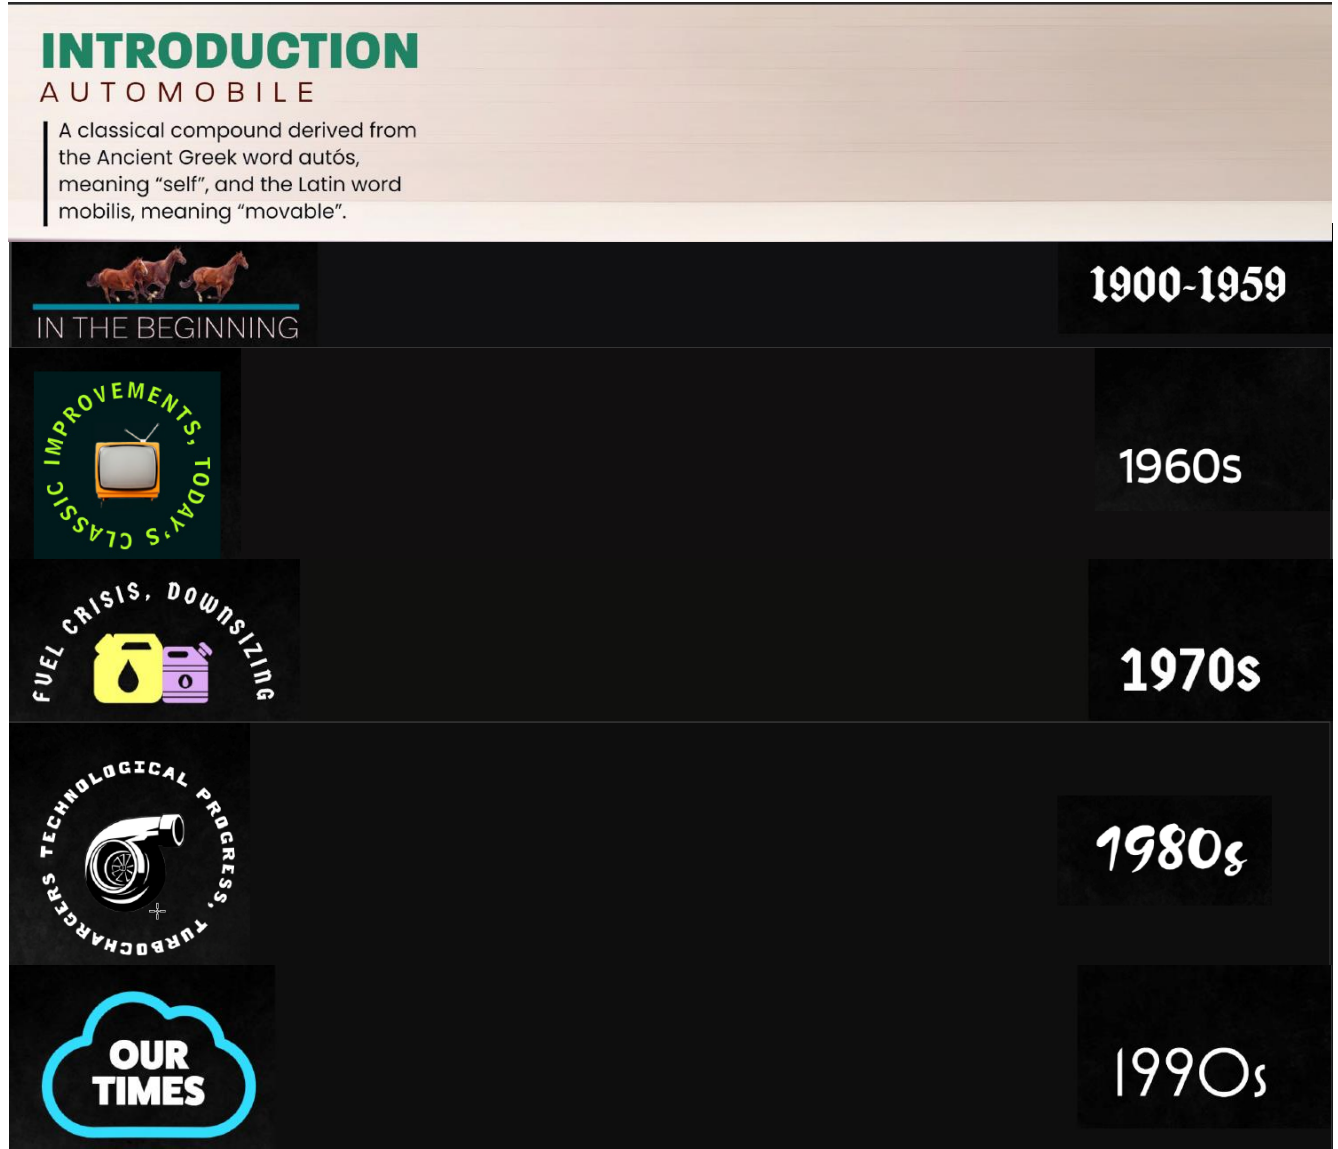 INTRODUCTION
AUTOMOBILE
A classical compound derived from
the Ancient Greek word autós,
meaning “self”, and the Latin word
mobilis, meaning “movable”.
IN THE BEGINNING
1900-1959
IMPROVEMENTS, TODAY'S CLASSIC
1960s
FUEL CRISIS, DOWNSIZING
1970s
TECHNOLOGICAL PROGRESS, TURBOCHARGERS
1980s
OUR
TIMES
1990s